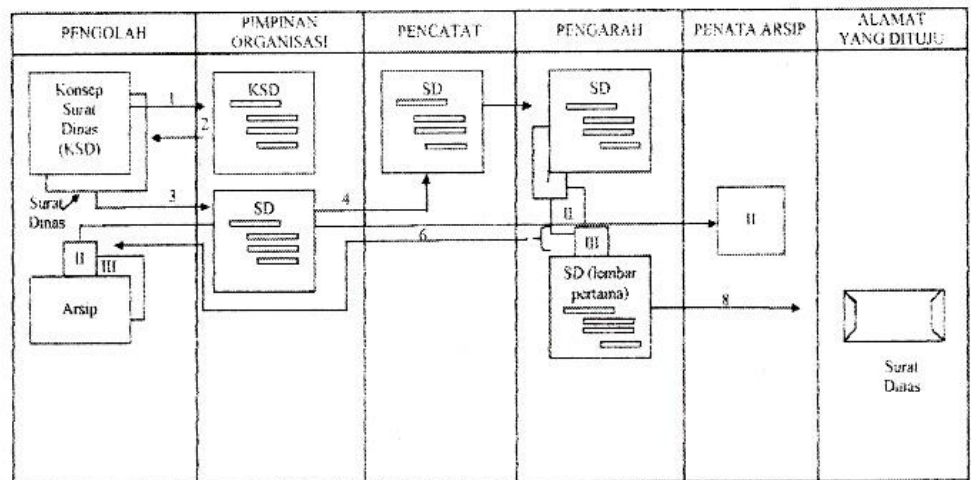 PENGOLAH
PIMPINAN
ORGANISASI
PENCATAT
PENGARAH
PENATA ARSIP
ALAMAT
YANG DITUJU
Konsep
Surat
Dinas
(KSD)
1
2
KSD
SD
SD
Surat
Dinas
3
SD
4
II
II
6
III
II
III
Arsip
SD (lembar
pertama)
8
Surat
Dinas